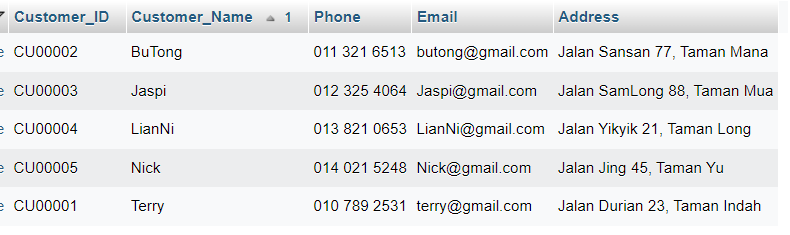 Customer_ID Customer_Name 1 Phone Email Address
CU00002 BuTong 011 321 6513 butong@gmail.com Jalan Sansan 77, Taman Mana
CU00003 Jaspi 012 325 4064 Jaspi@gmail.com Jalan SamLong 88, Taman Mua
CU00004 LianNi 013 821 0653 LianNi@gmail.com Jalan Yikyik 21, Taman Long
CU00005 Nick 014 021 5248 Nick@gmail.com Jalan Jing 45, Taman Yu
CU00001 Terry 010 789 2531 terry@gmail.com Jalan Durian 23, Taman Indah